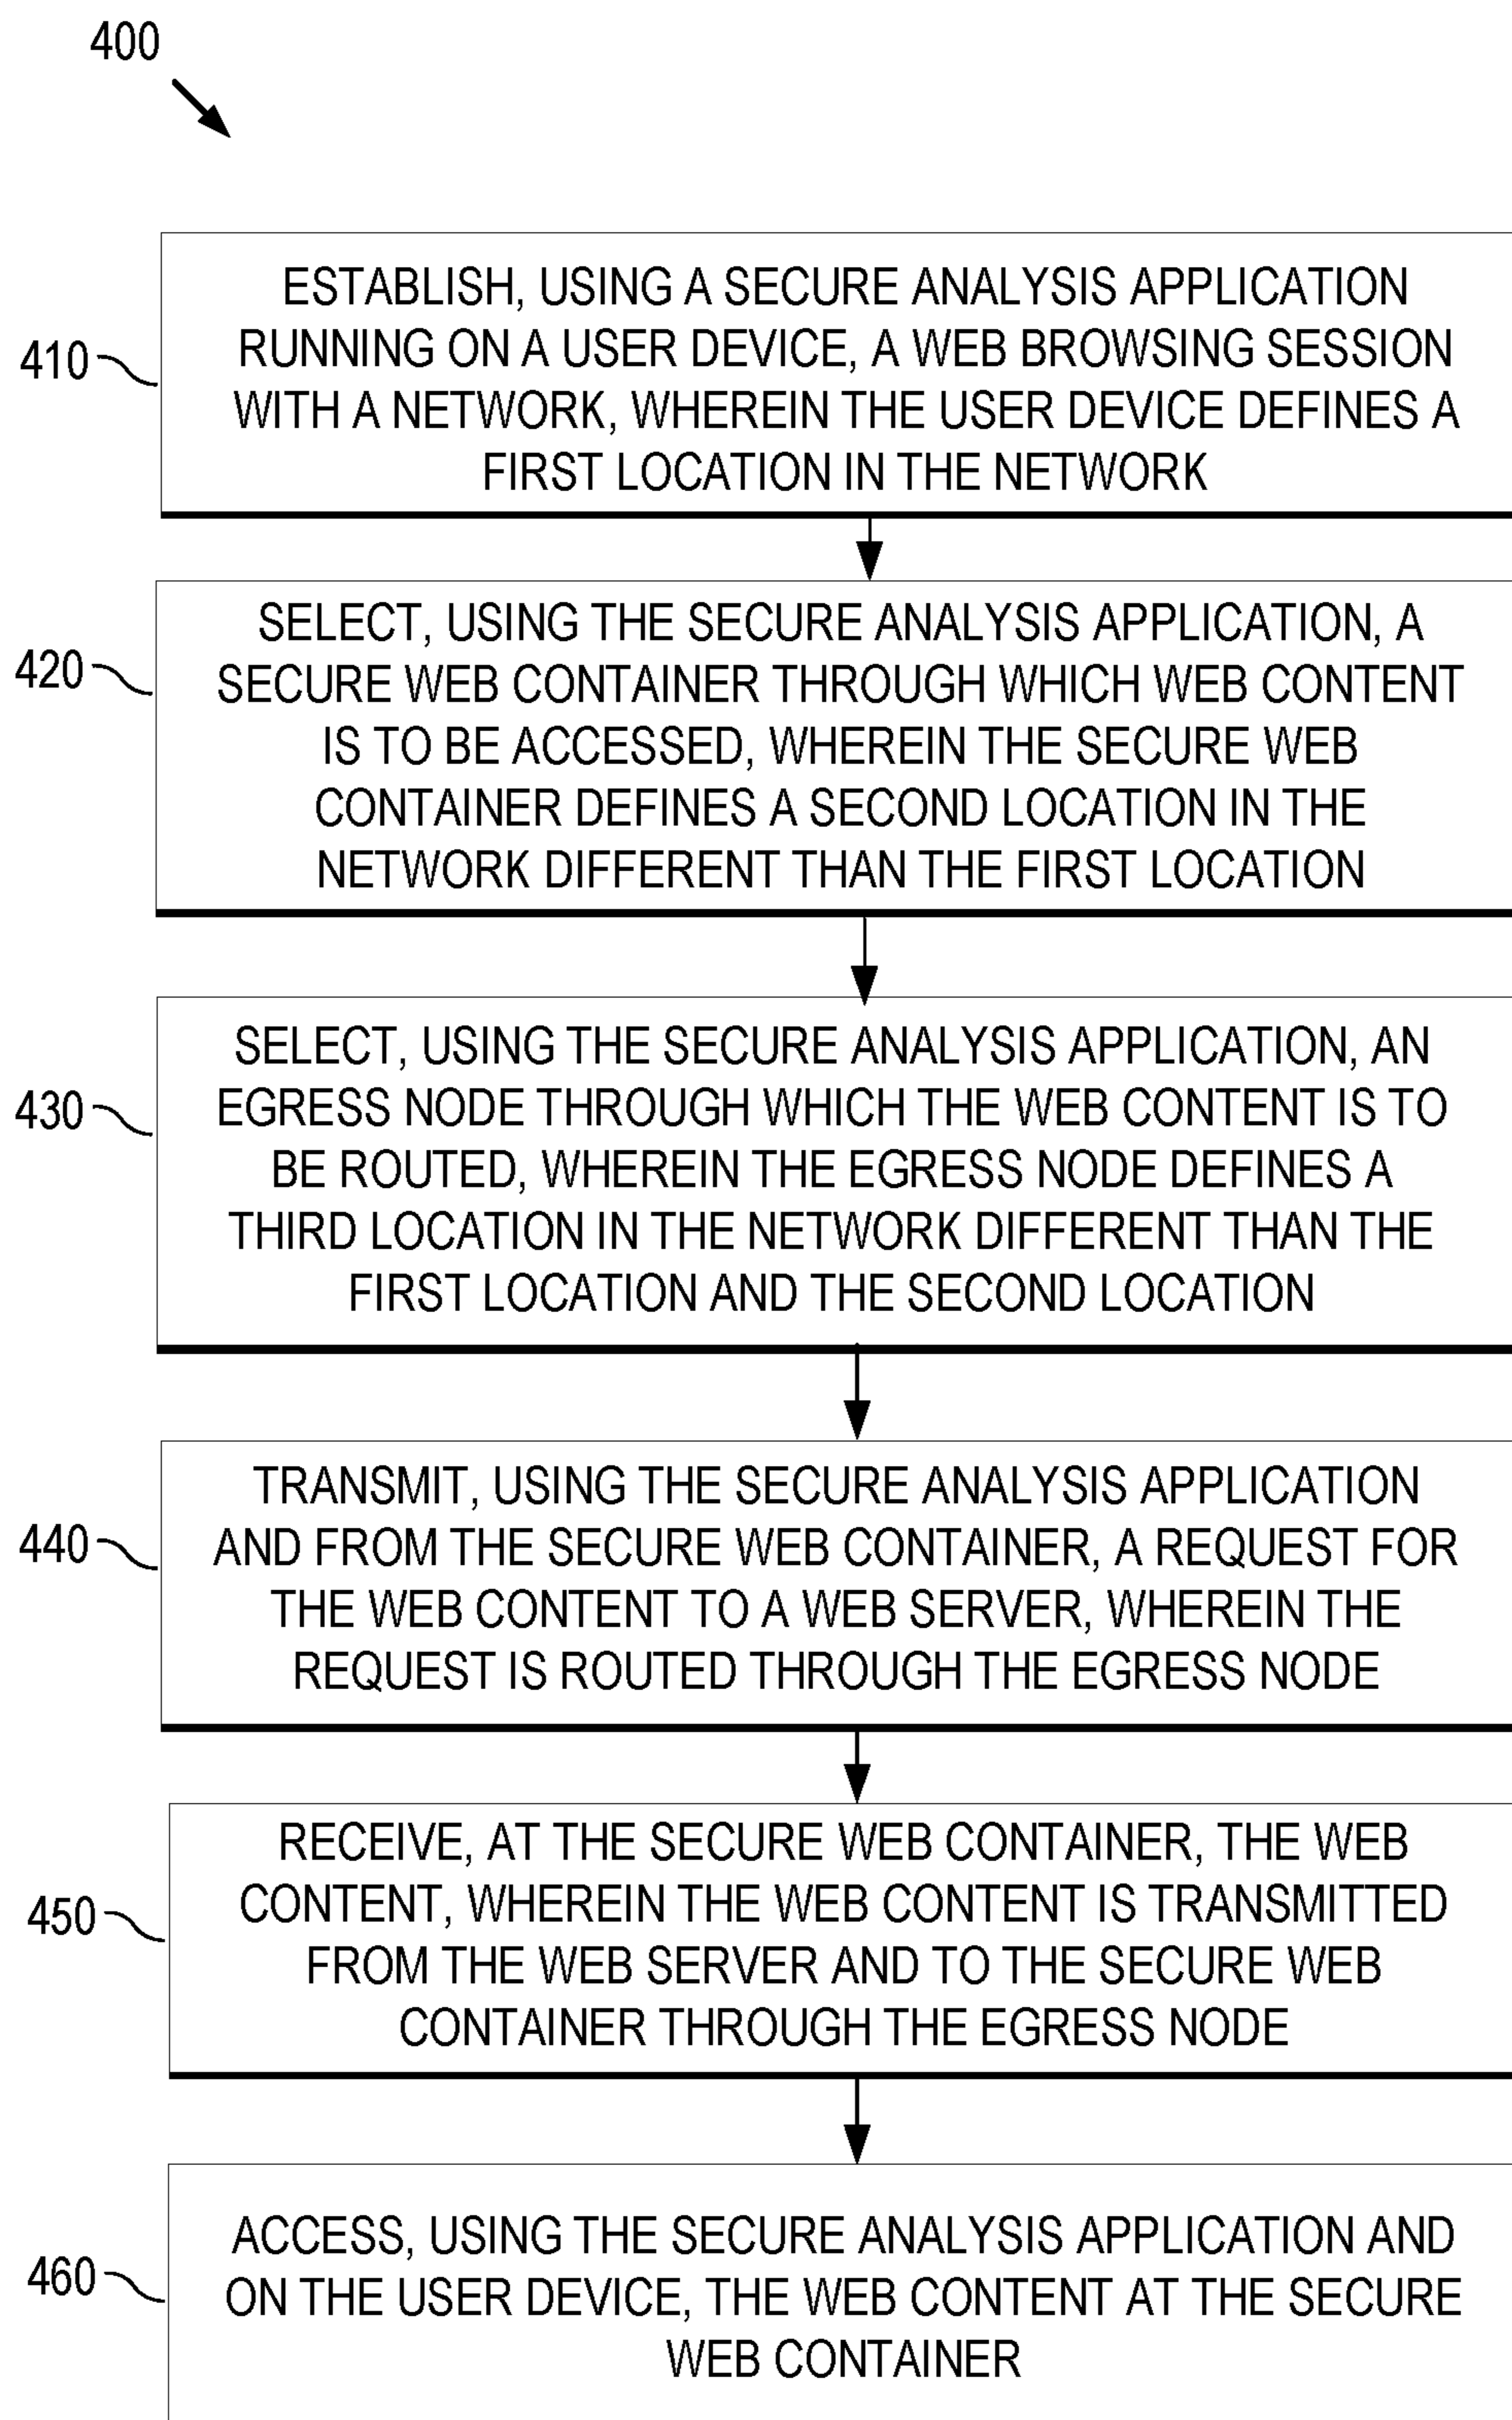 400
410
ESTABLISH, USING A SECURE ANALYSIS APPLICATION
RUNNING ON A USER DEVICE, A WEB BROWSING SESSION
WITH A NETWORK, WHEREIN THE USER DEVICE DEFINES A
FIRST LOCATION IN THE NETWORK
420
SELECT, USING THE SECURE ANALYSIS APPLICATION, A
SECURE WEB CONTAINER THROUGH WHICH WEB CONTENT
IS TO BE ACCESSED, WHEREIN THE SECURE WEB
CONTAINER DEFINES A SECOND LOCATION IN THE
NETWORK DIFFERENT THAN THE FIRST LOCATION
430
SELECT, USING THE SECURE ANALYSIS APPLICATION, AN
EGRESS NODE THROUGH WHICH THE WEB CONTENT IS TO
BE ROUTED, WHEREIN THE EGRESS NODE DEFINES A
THIRD LOCATION IN THE NETWORK DIFFERENT THAN THE
FIRST LOCATION AND THE SECOND LOCATION
440
TRANSMIT, USING THE SECURE ANALYSIS APPLICATION
AND FROM THE SECURE WEB CONTAINER, A REQUEST FOR
THE WEB CONTENT TO A WEB SERVER, WHEREIN THE
REQUEST IS ROUTED THROUGH THE EGRESS NODE
450
RECEIVE, AT THE SECURE WEB CONTAINER, THE WEB
CONTENT, WHEREIN THE WEB CONTENT IS TRANSMITTED
FROM THE WEB SERVER AND TO THE SECURE WEB
CONTAINER THROUGH THE EGRESS NODE
460
ACCESS, USING THE SECURE ANALYSIS APPLICATION AND
ON THE USER DEVICE, THE WEB CONTENT AT THE SECURE
WEB CONTAINER